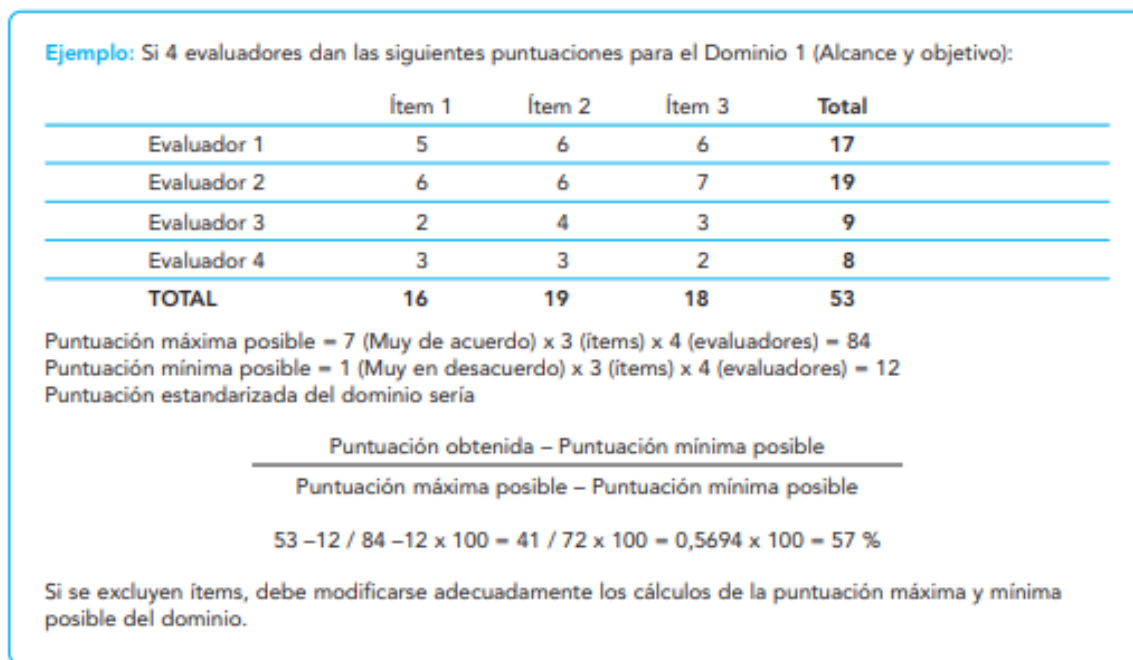 Ejemplo: Si 4 evaluadores dan las siguientes puntuaciones para el Dominio 1 (Alcance y objetivo):
Ítem 1 Ítem 2 Ítem 3 Total
Evaluador 1 5 6 6 17
Evaluador 2 6 6 7 19
Evaluador 3 2 4 3 9
Evaluador 4 3 3 2 8
TOTAL 16 19 18 53
Puntuación máxima posible = 7 (Muy de acuerdo) x 3 (ítems) x 4 (evaluadores) = 84
Puntuación mínima posible = 1 (Muy en desacuerdo) x 3 (ítems) x 4 (evaluadores) = 12
Puntuación estandarizada del dominio sería
Puntuación obtenida – Puntuación mínima posible
Puntuación máxima posible – Puntuación mínima posible
53 –12 / 84 –12 x 100 = 41 / 72 x 100 = 0,5694 x 100 = 57 %
Si se excluyen ítems, debe modificarse adecuadamente los cálculos de la puntuación máxima y mínima
posible del dominio.